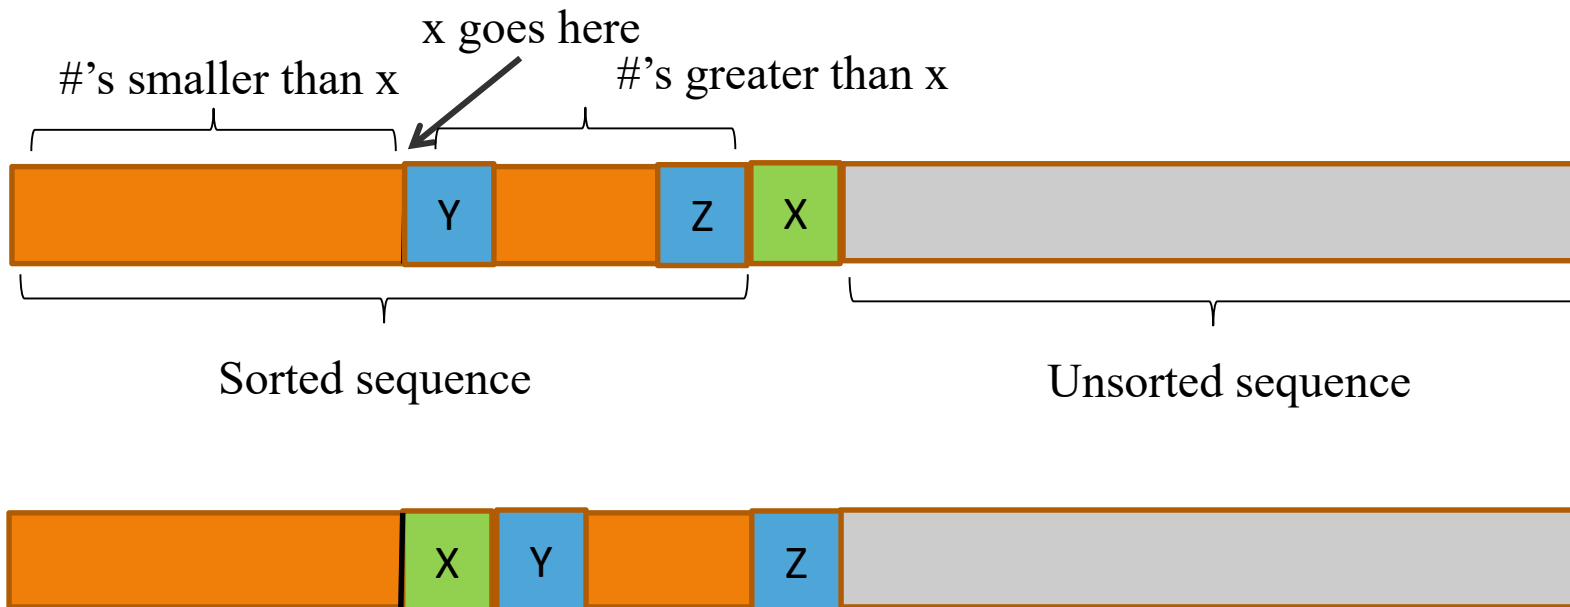 x goes here
#’s smaller than x
#’s greater than x
Y
Z
X
Sorted sequence
Unsorted sequence
X
Y
Z